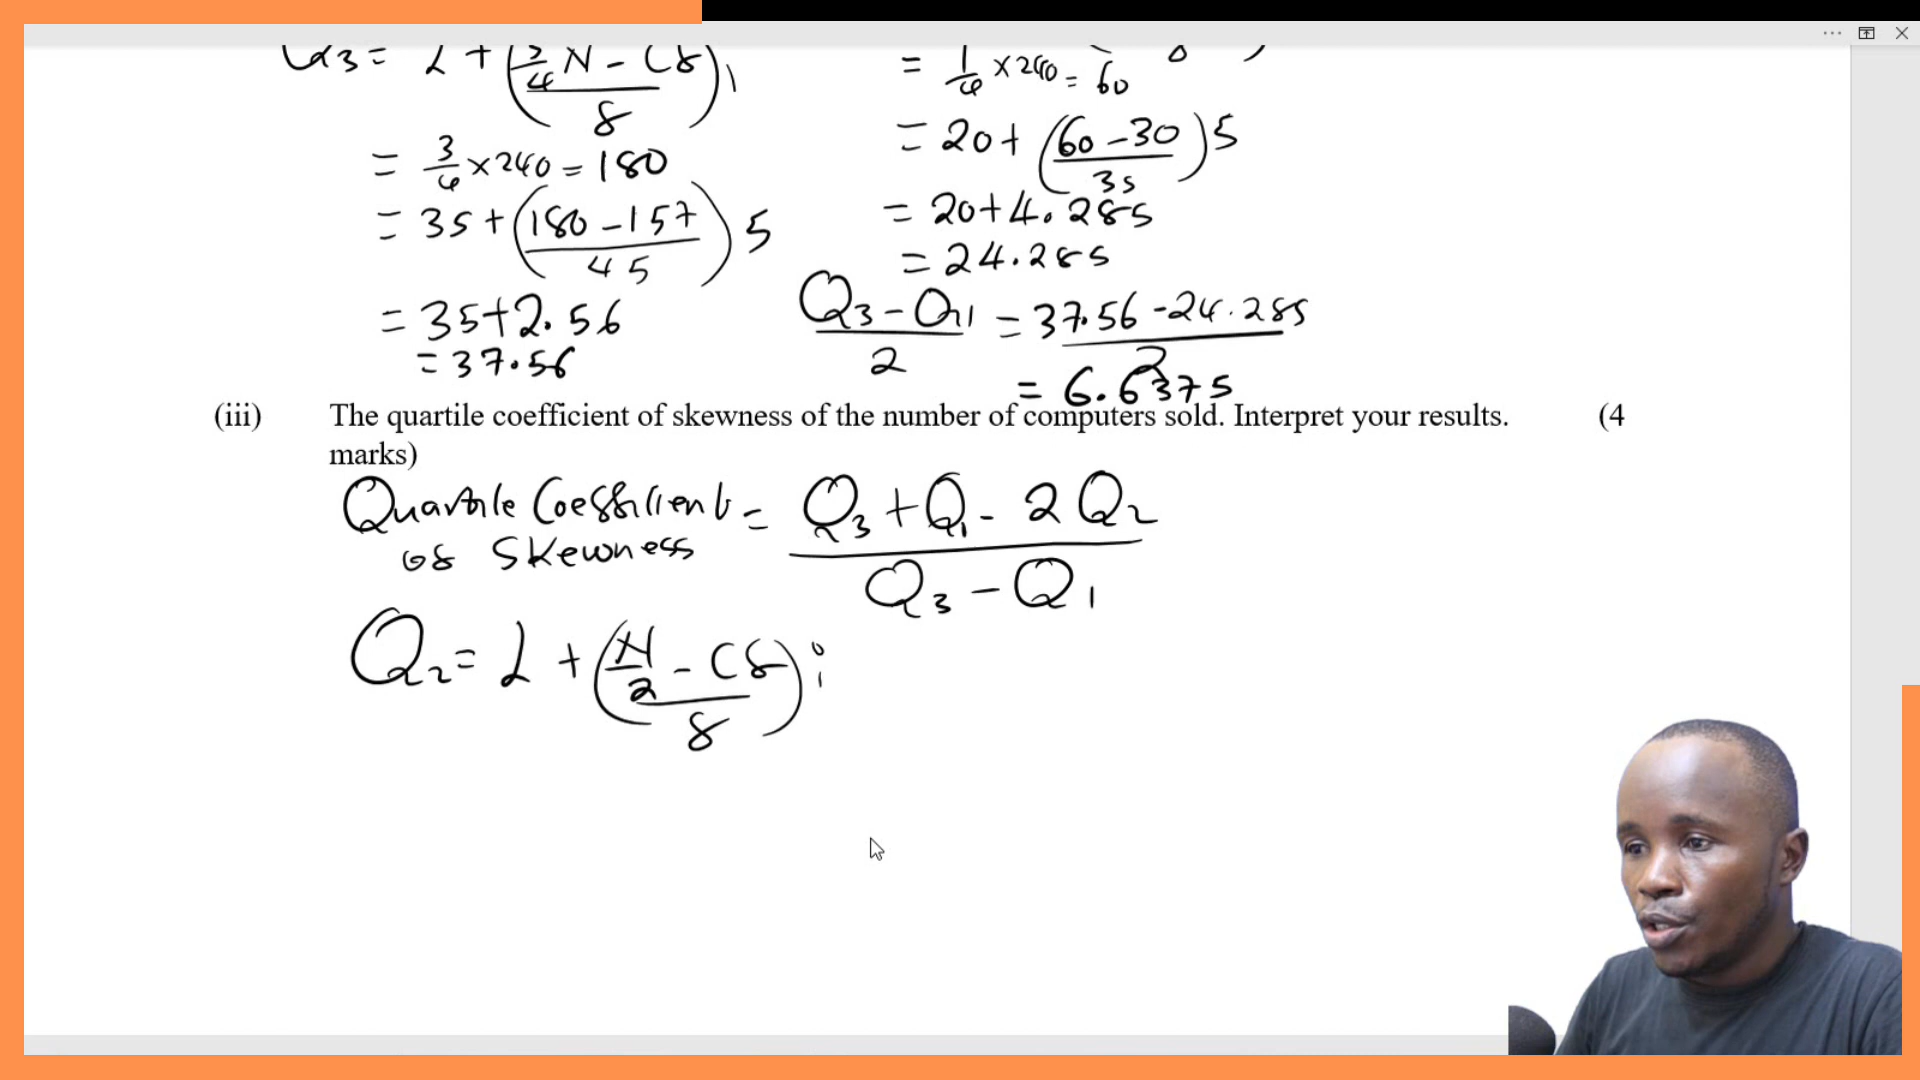 Q3 = L + (3/4 N - Cf / f) i
= 3/4 × 240 = 180
= 35 + (180 - 157 / 45) 5
= 35 + 2.56
= 37.56
= 1/4 × 240 = 60
= 20 + (60 - 30 / 35) 5
= 20 + 4.285
= 24.285
Q3 - Q1 / 2 = 37.56 - 24.285 / 2
= 6.6375
(iii) The quartile coefficient of skewness of the number of computers sold. Interpret your results. (4
marks)
Quartile Coefficient of Skewness = Q3 + Q1 - 2Q2 / Q3 - Q1
Q2 = L + (N/2 - Cf / f) i